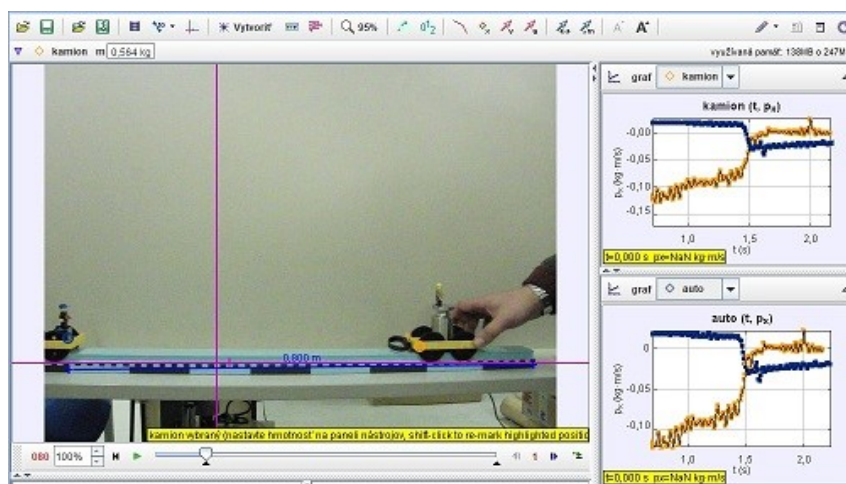 Vytvoriť 95%
kamion m 0,564 kg
využívaná pamäť: 138MB o 247M
graf kamion
kamion (t, pₓ)
-0,00
-0,05
-0,10
-0,15
pₓ (kg·m/s)
1,0 1,5 2,0
t (s)
t=0,000 s px=NaN kg·m/s
graf auto
auto (t, pₓ)
0
-0,05
-0,10
pₓ (kg·m/s)
1,0 1,5 2,0
t (s)
t=0,000 s px=NaN kg·m/s
0,800 m
kamion vybraný (nastavte hmotnosť na paneli nástrojov, shift-click to re-mark highlighted positio
080 100% 1